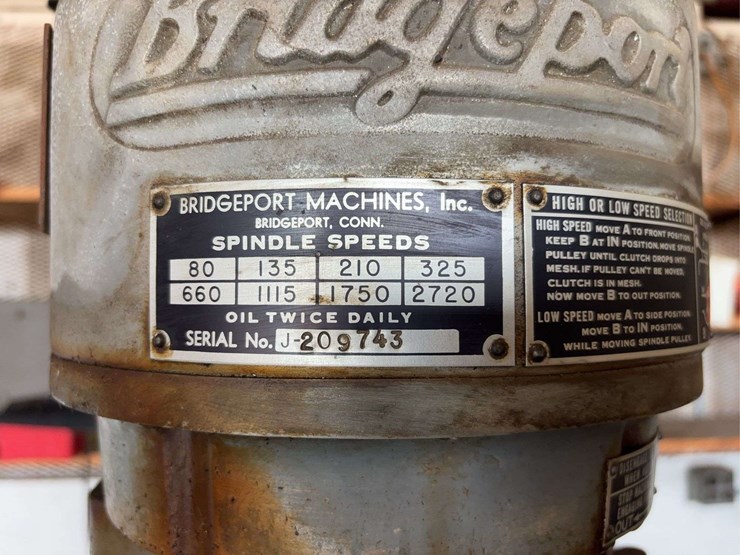 Bridgeport
BRIDGEPORT MACHINES, Inc.
BRIDGEPORT, CONN.
SPINDLE SPEEDS
80 135 210 325
660 1115 1750 2720
OIL TWICE DAILY
SERIAL No. J-209743
HIGH OR LOW SPEED SELECTION
HIGH SPEED MOVE A TO FRONT POSITION
KEEP B AT IN POSITION. MOVE SPINDLE
PULLEY UNTIL CLUTCH DROPS INTO
MESH. IF PULLEY CAN'T BE MOVED,
CLUTCH IS IN MESH.
NOW MOVE B TO OUT POSITION.
LOW SPEED MOVE A TO SIDE POSITION.
MOVE B TO IN POSITION,
WHILE MOVING SPINDLE PULLEY.
WHEN
STOP
OUT